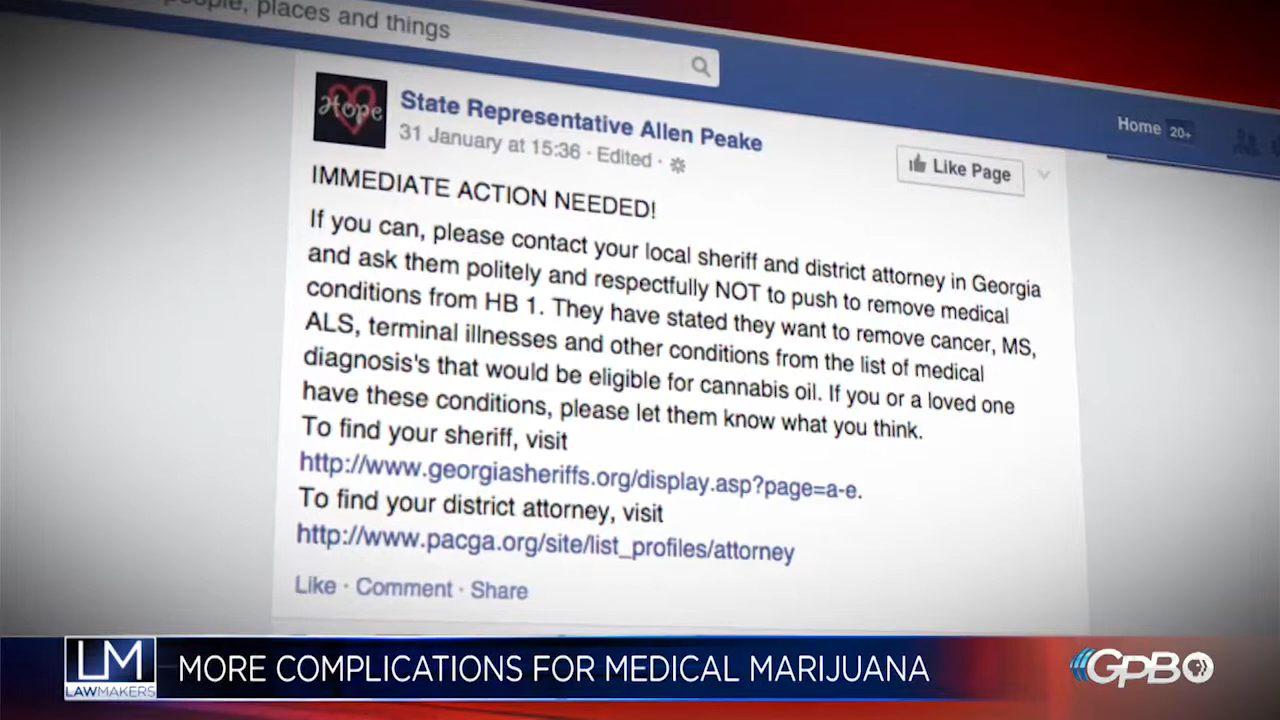 people, places and things
Home 20+
Hope
State Representative Allen Peake
31 January at 15:36 · Edited ·
Like Page
IMMEDIATE ACTION NEEDED!
If you can, please contact your local sheriff and district attorney in Georgia
and ask them politely and respectfully NOT to push to remove medical
conditions from HB 1. They have stated they want to remove cancer, MS,
ALS, terminal illnesses and other conditions from the list of medical
diagnosis's that would be eligible for cannabis oil. If you or a loved one
have these conditions, please let them know what you think.
To find your sheriff, visit
http://www.georgiasheriffs.org/display.asp?page=a-e.
To find your district attorney, visit
http://www.pacga.org/site/list_profiles/attorney
Like · Comment · Share
LM
LAWMAKERS
MORE COMPLICATIONS FOR MEDICAL MARIJUANA
GPB